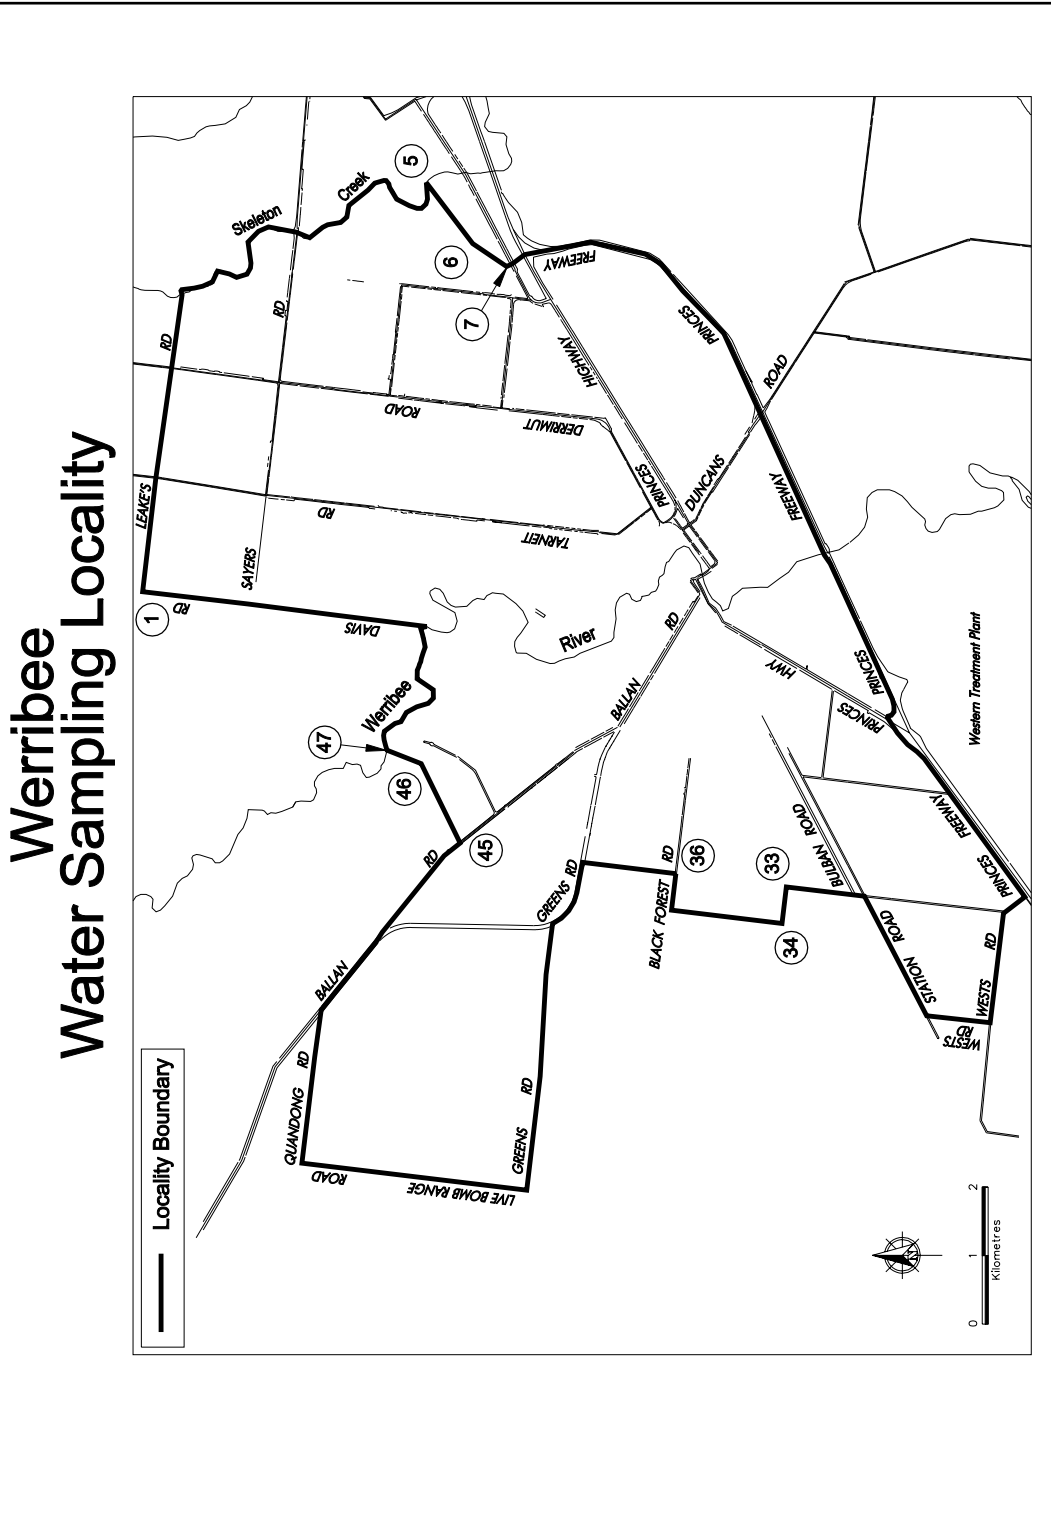 Werribee
Water Sampling Locality
Locality Boundary
LEAKE'S
RD
Skeleton
Creek
5
6
7
1
RD
DAVIS
SAYERS
RD
RD
TARNEIT
ROAD
DERRIMUT
HIGHWAY
PRINCES
DUNCANS
ROAD
FREEWAY
PRINCES
FREEWAY
PRINCES
Werribee
River
47
46
45
BALLAN
RD
HWY
PRINCES
RD
BALLAN
QUANDONG
RD
ROAD
LIVE BOMB RANGE
GREENS
RD
GREENS
RD
BLACK FOREST
RD
36
33
34
BULBAN ROAD
STATION ROAD
WESTS
RD
WESTS
RD
FREEWAY
PRINCES
Western Treatment Plant
N
0
1
2
Kilometres